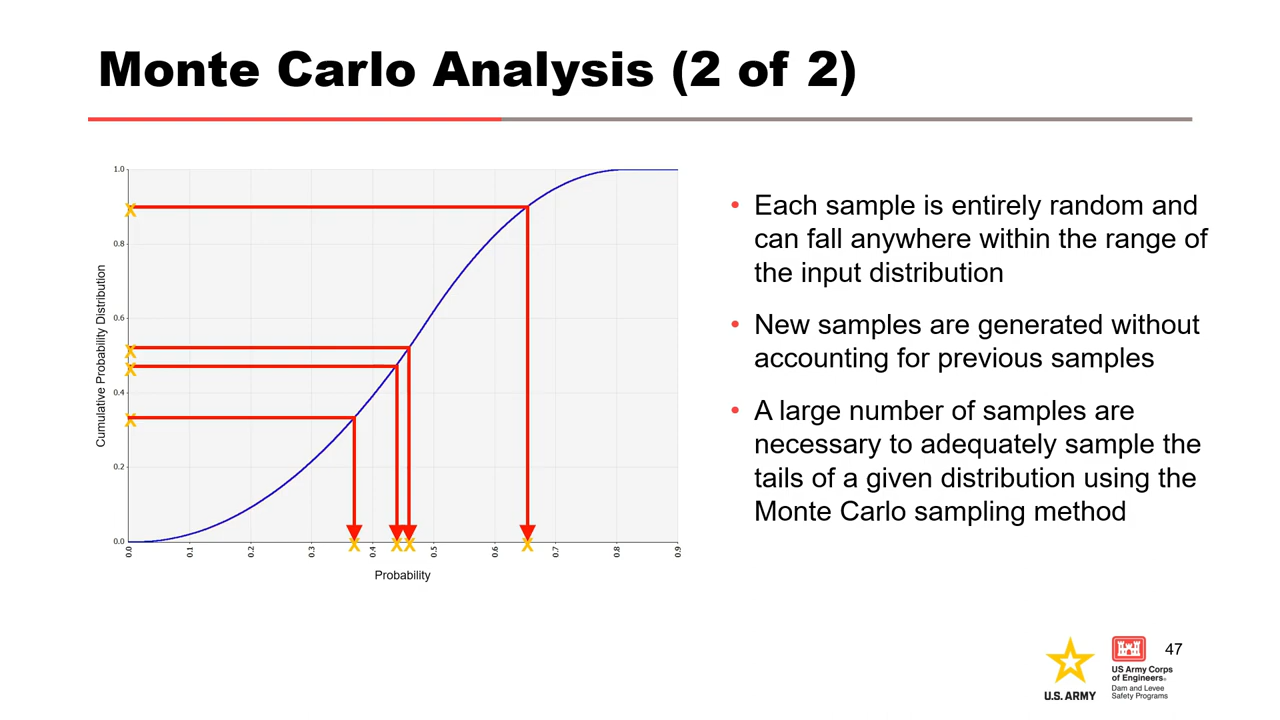 Monte Carlo Analysis (2 of 2)
1.0
0.8
0.6
0.4
0.2
0.0
Cumulative Probability Distribution
0.0
0.1
0.2
0.3
0.4
0.5
0.6
0.7
0.8
0.9
Probability
• Each sample is entirely random and
can fall anywhere within the range of
the input distribution
• New samples are generated without
accounting for previous samples
• A large number of samples are
necessary to adequately sample the
tails of a given distribution using the
Monte Carlo sampling method
U.S. ARMY
US Army Corps
of Engineers®
Dam and Levee
Safety Programs
47